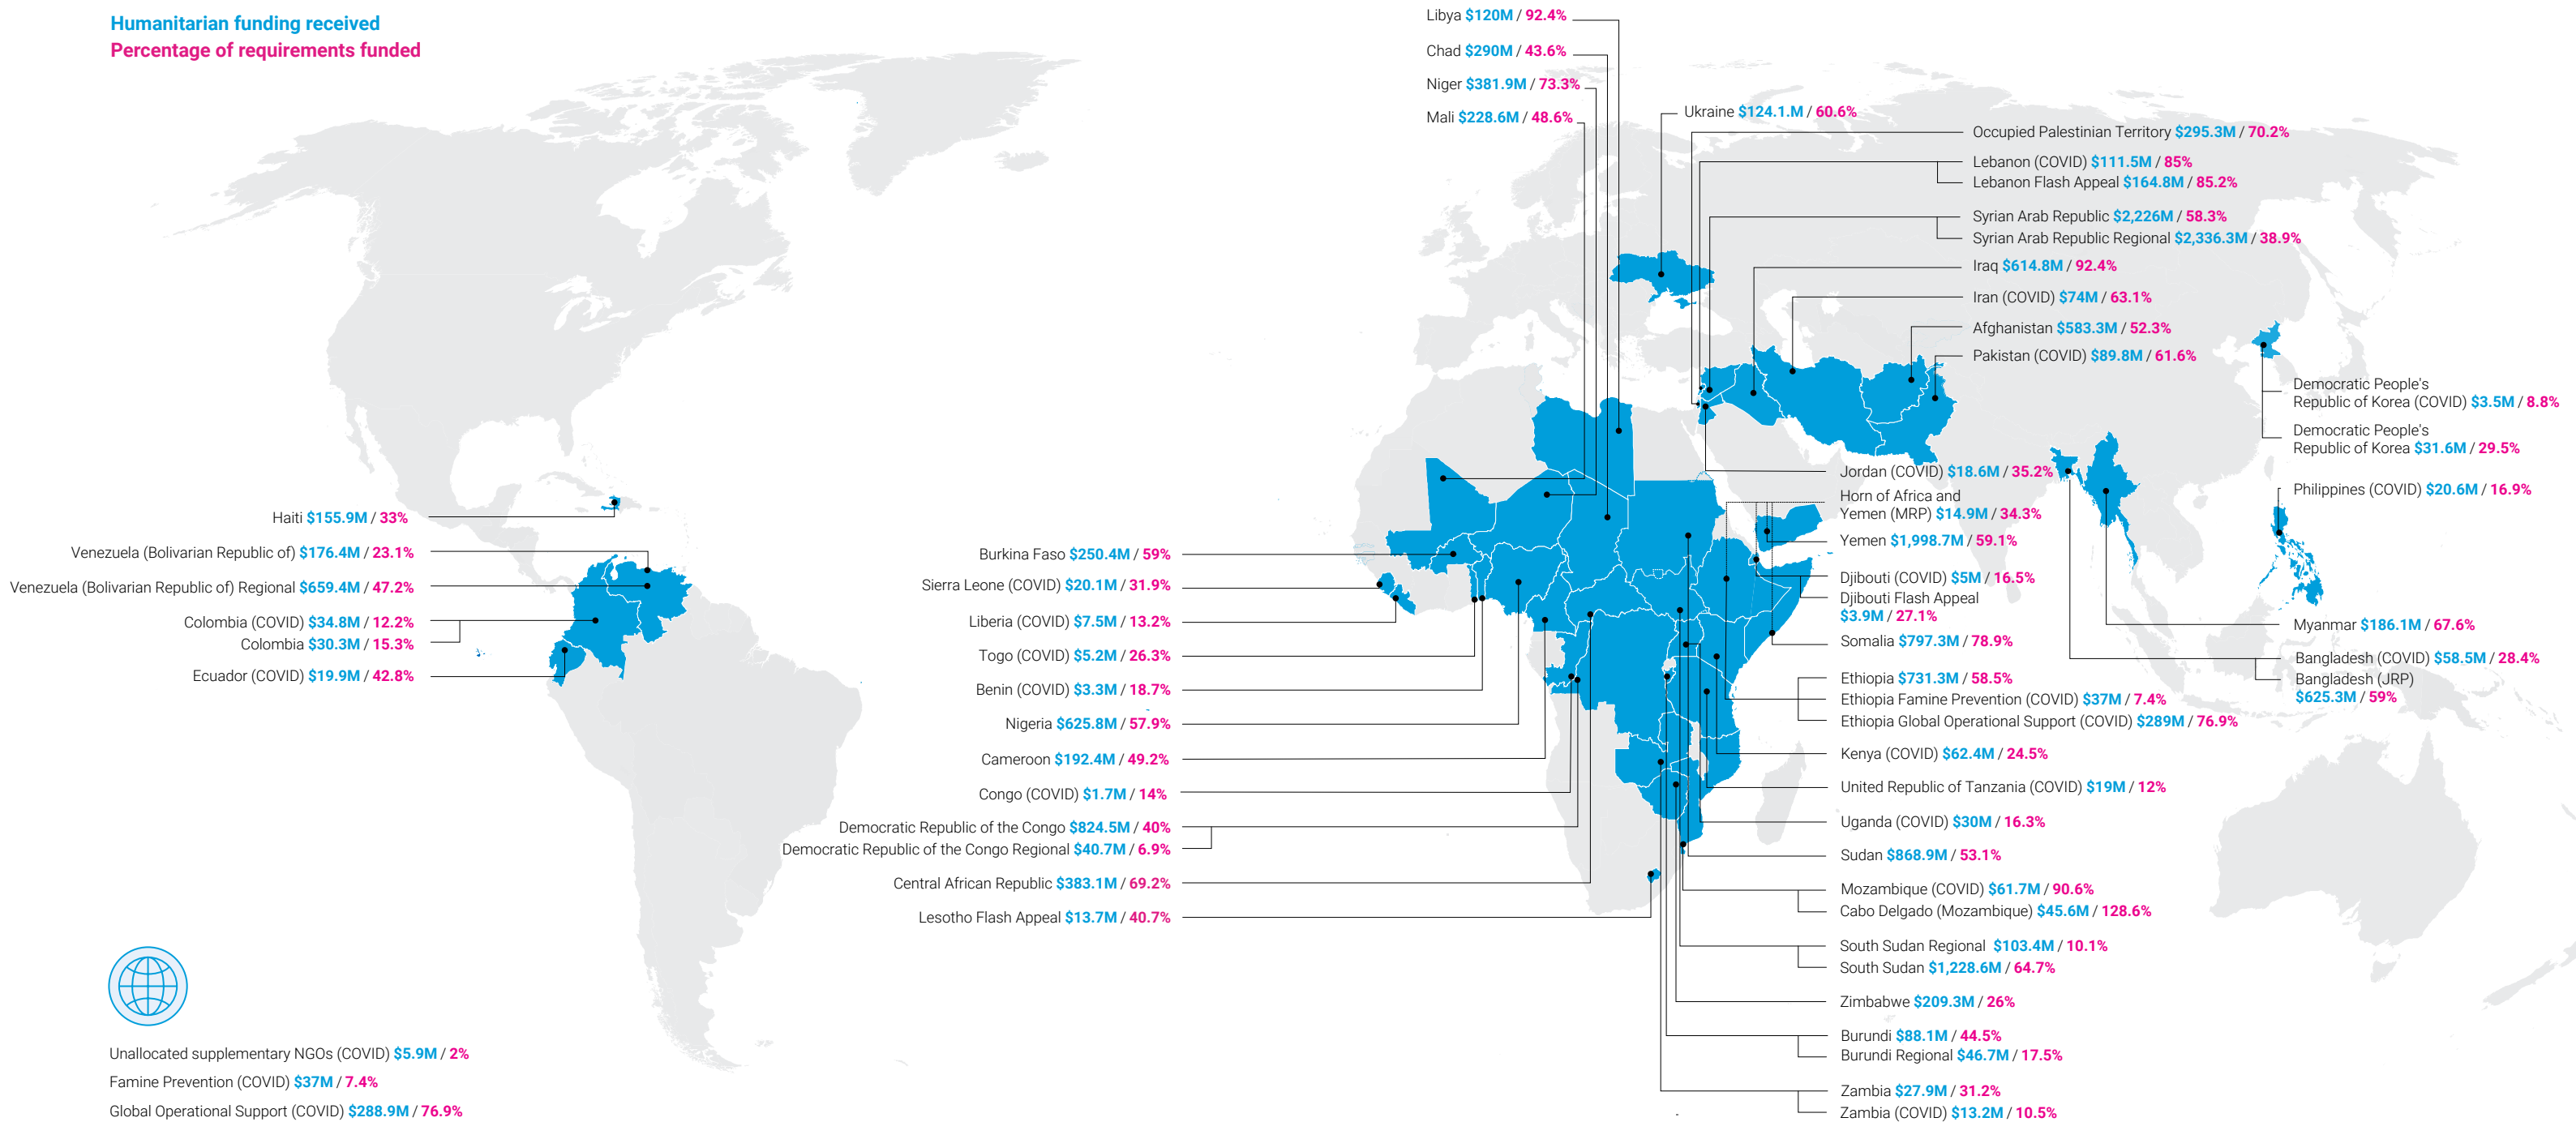 Humanitarian funding received
Percentage of requirements funded
Libya $120M / 92.4%
Chad $290M / 43.6%
Niger $381.9M / 73.3%
Mali $228.6M / 48.6%
Ukraine $124.1.M / 60.6%
Occupied Palestinian Territory $295.3M / 70.2%
Lebanon (COVID) $111.5M / 85%
Lebanon Flash Appeal $164.8M / 85.2%
Syrian Arab Republic $2,226M / 58.3%
Syrian Arab Republic Regional $2,336.3M / 38.9%
Iraq $614.8M / 92.4%
Iran (COVID) $74M / 63.1%
Afghanistan $583.3M / 52.3%
Pakistan (COVID) $89.8M / 61.6%
Democratic People's
Republic of Korea (COVID) $3.5M / 8.8%
Democratic People's
Republic of Korea $31.6M / 29.5%
Philippines (COVID) $20.6M / 16.9%
Myanmar $186.1M / 67.6%
Bangladesh (COVID) $58.5M / 28.4%
Bangladesh (JRP)
$625.3M / 59%
Jordan (COVID) $18.6M / 35.2%
Horn of Africa and
Yemen (MRP) $14.9M / 34.3%
Yemen $1,998.7M / 59.1%
Djibouti (COVID) $5M / 16.5%
Djibouti Flash Appeal
$3.9M / 27.1%
Somalia $797.3M / 78.9%
Ethiopia $731.3M / 58.5%
Ethiopia Famine Prevention (COVID) $37M / 7.4%
Ethiopia Global Operational Support (COVID) $289M / 76.9%
Kenya (COVID) $62.4M / 24.5%
United Republic of Tanzania (COVID) $19M / 12%
Uganda (COVID) $30M / 16.3%
Sudan $868.9M / 53.1%
Mozambique (COVID) $61.7M / 90.6%
Cabo Delgado (Mozambique) $45.6M / 128.6%
South Sudan Regional $103.4M / 10.1%
South Sudan $1,228.6M / 64.7%
Zimbabwe $209.3M / 26%
Burundi $88.1M / 44.5%
Burundi Regional $46.7M / 17.5%
Zambia $27.9M / 31.2%
Zambia (COVID) $13.2M / 10.5%
Haiti $155.9M / 33%
Venezuela (Bolivarian Republic of) $176.4M / 23.1%
Venezuela (Bolivarian Republic of) Regional $659.4M / 47.2%
Colombia (COVID) $34.8M / 12.2%
Colombia $30.3M / 15.3%
Ecuador (COVID) $19.9M / 42.8%
Burkina Faso $250.4M / 59%
Sierra Leone (COVID) $20.1M / 31.9%
Liberia (COVID) $7.5M / 13.2%
Togo (COVID) $5.2M / 26.3%
Benin (COVID) $3.3M / 18.7%
Nigeria $625.8M / 57.9%
Cameroon $192.4M / 49.2%
Congo (COVID) $1.7M / 14%
Democratic Republic of the Congo $824.5M / 40%
Democratic Republic of the Congo Regional $40.7M / 6.9%
Central African Republic $383.1M / 69.2%
Lesotho Flash Appeal $13.7M / 40.7%
Unallocated supplementary NGOs (COVID) $5.9M / 2%
Famine Prevention (COVID) $37M / 7.4%
Global Operational Support (COVID) $288.9M / 76.9%